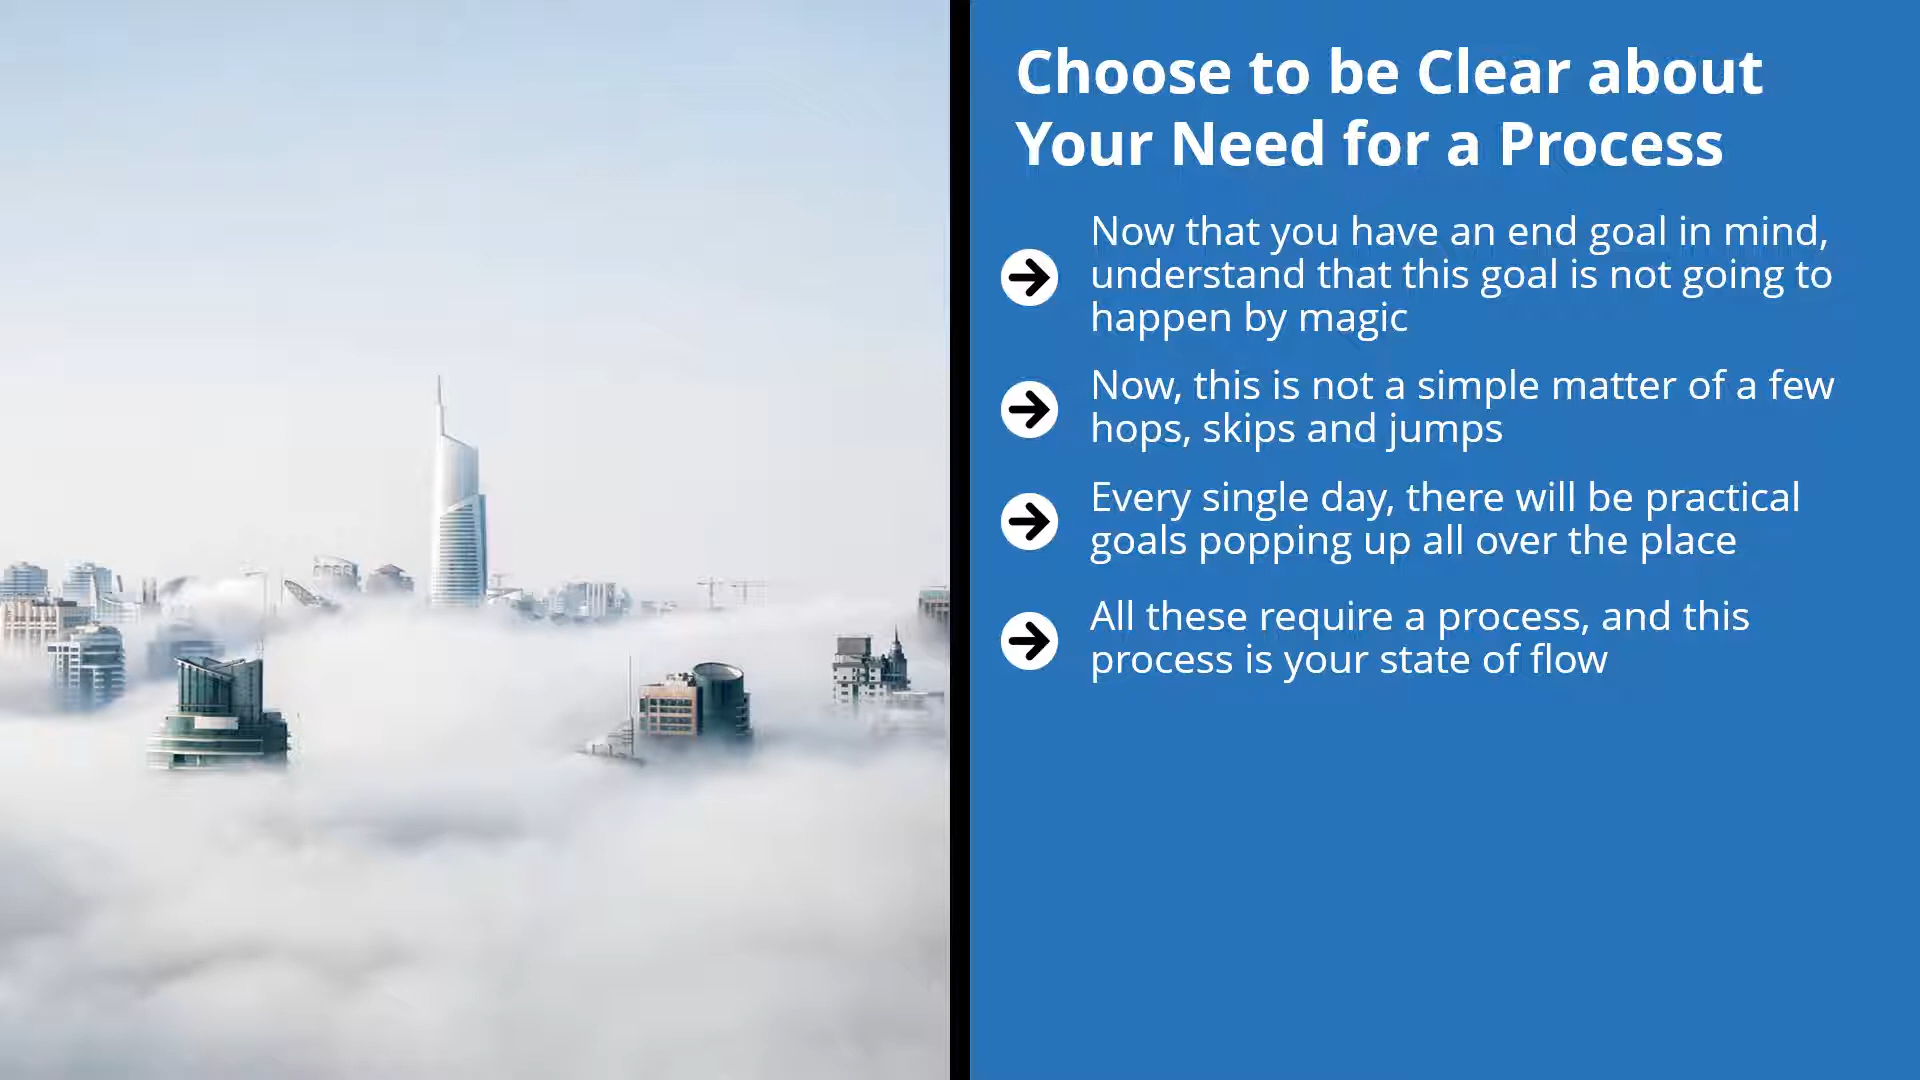 Choose to be Clear about
Your Need for a Process
Now that you have an end goal in mind,
understand that this goal is not going to
happen by magic
Now, this is not a simple matter of a few
hops, skips and jumps
Every single day, there will be practical
goals popping up all over the place
All these require a process, and this
process is your state of flow